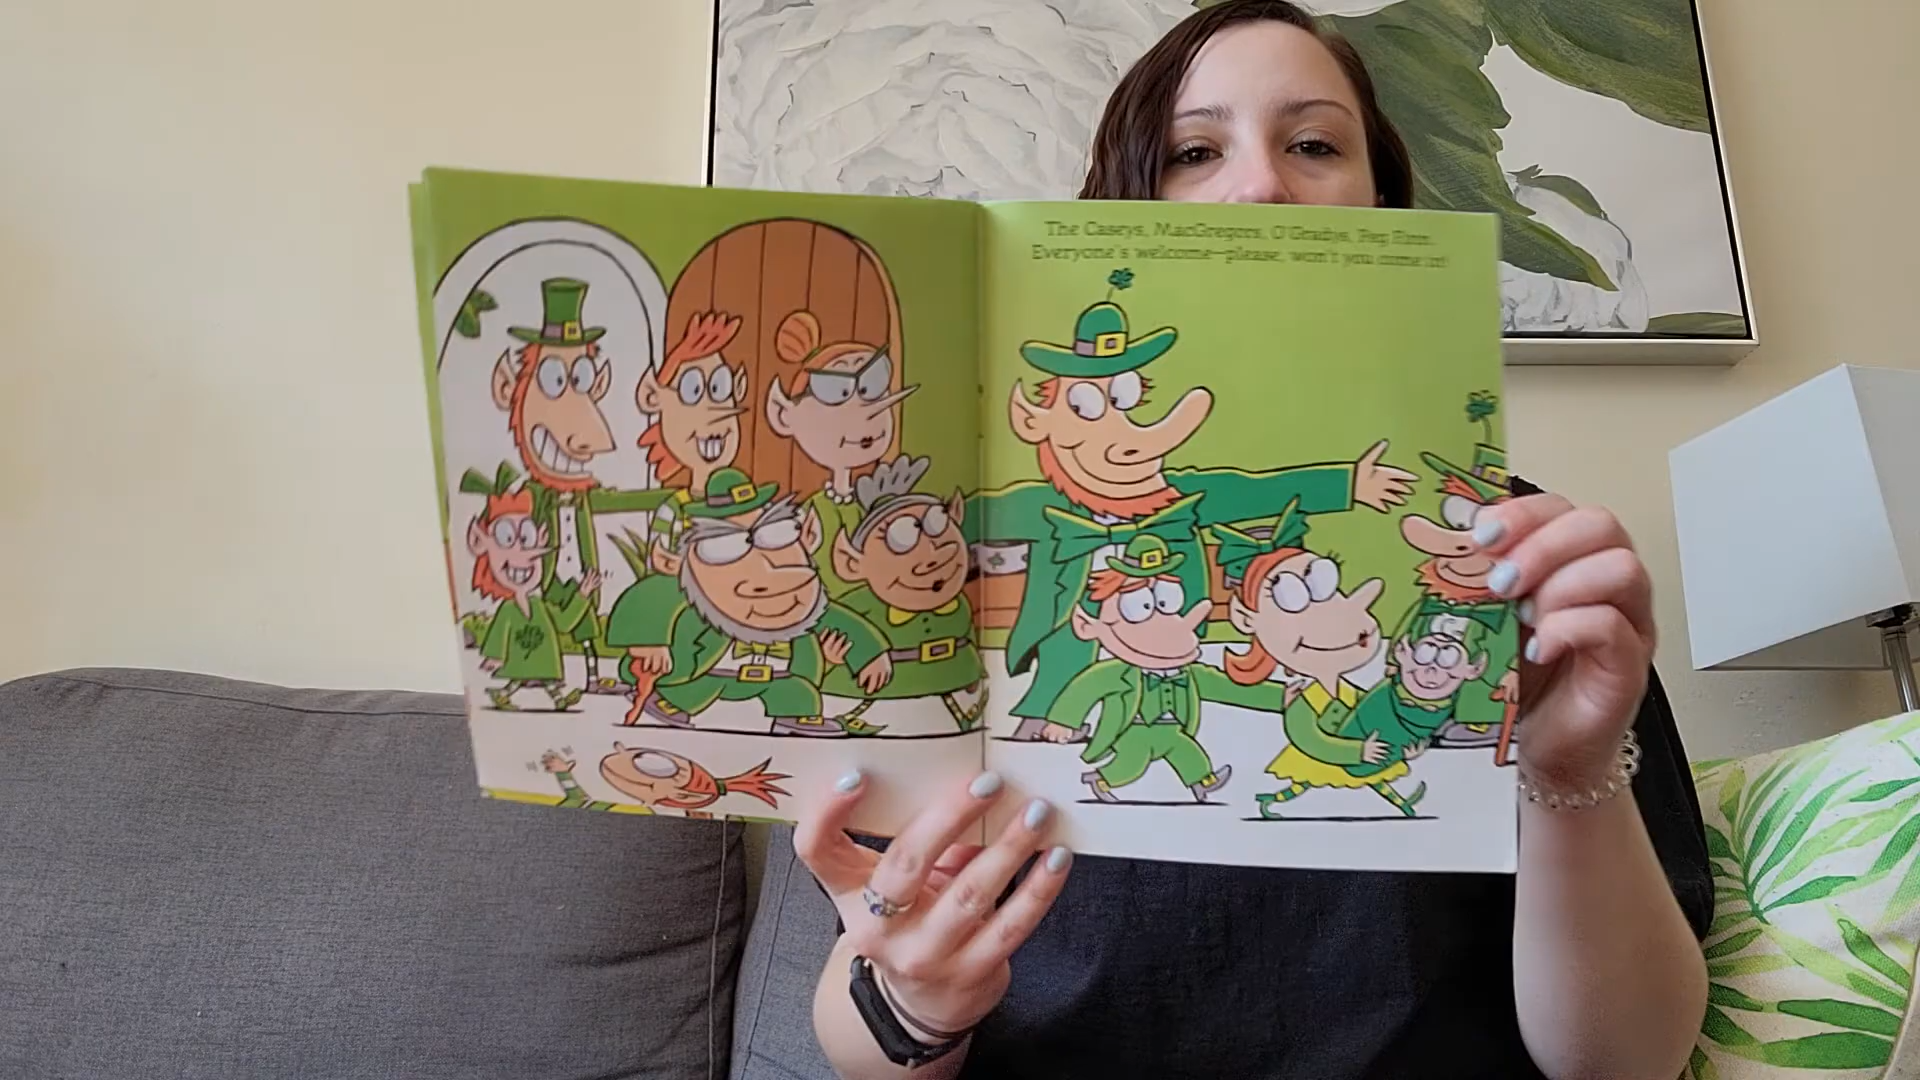 The Caseys, MacGregors, O'Gradys, Peg Finn.
Everyone's welcome—please, won't you come in!